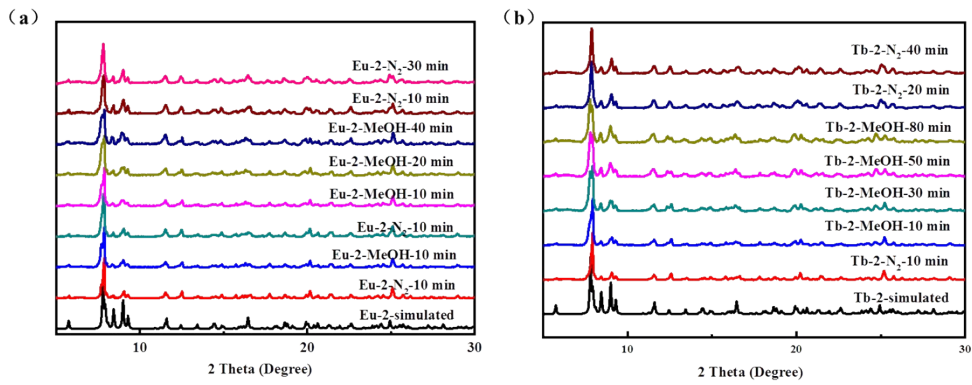 (a)
Eu-2-N2-30 min
Eu-2-N2-10 min
Eu-2-MeOH-40 min
Eu-2-MeOH-20 min
Eu-2-MeOH-10 min
Eu-2-N2-10 min
Eu-2-MeOH-10 min
Eu-2-N2-10 min
Eu-2-simulated
10 20 30
2 Theta (Degree)
(b)
Tb-2-N2-40 min
Tb-2-N2-20 min
Tb-2-MeOH-80 min
Tb-2-MeOH-50 min
Tb-2-MeOH-30 min
Tb-2-MeOH-10 min
Tb-2-N2-10 min
Tb-2-simulated
10 20 30
2 Theta (Degree)